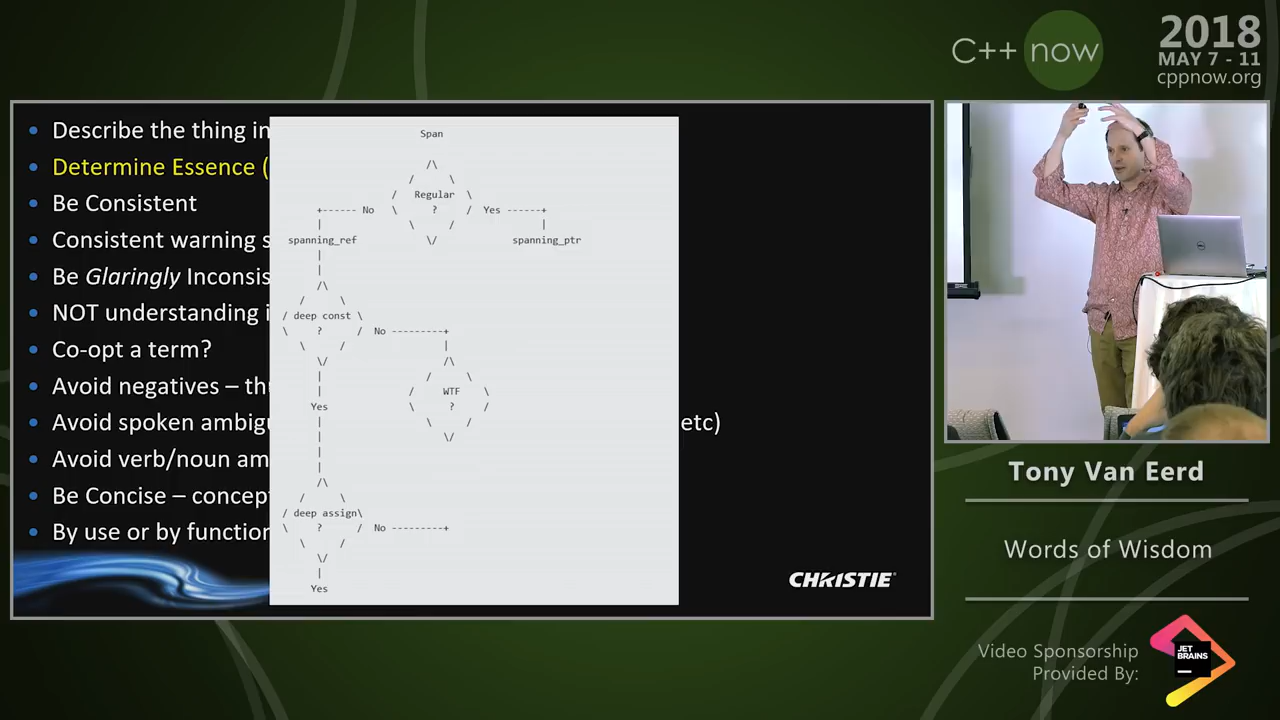 C++ now
2018
MAY 7 - 11
cppnow.org
• Describe the thing in
• Determine Essence (
• Be Consistent
• Consistent warning s
• Be Glaringly Inconsis
• NOT understanding i
• Co-opt a term?
• Avoid negatives – th
• Avoid spoken ambig etc)
• Avoid verb/noun am
• Be Concise – concep
• By use or by function
Span
/\
/ \
/ Regular \
+------ No \ ? / Yes ------+
| \ / |
spanning_ref \/ spanning_ptr
|
|
/\
/ \
/ deep const \
\ ? / No ---------+
\ / |
\/ /\
| / \
| / WTF \
Yes \ ? /
| \ /
| \/
|
|
/\
/ \
/ deep assign\
\ ? / No ---------+
\ /
\/
|
Yes
CHRISTIE
DELL
Tony Van Eerd
Words of Wisdom
Video Sponsorship
Provided By:
JET
BRAINS